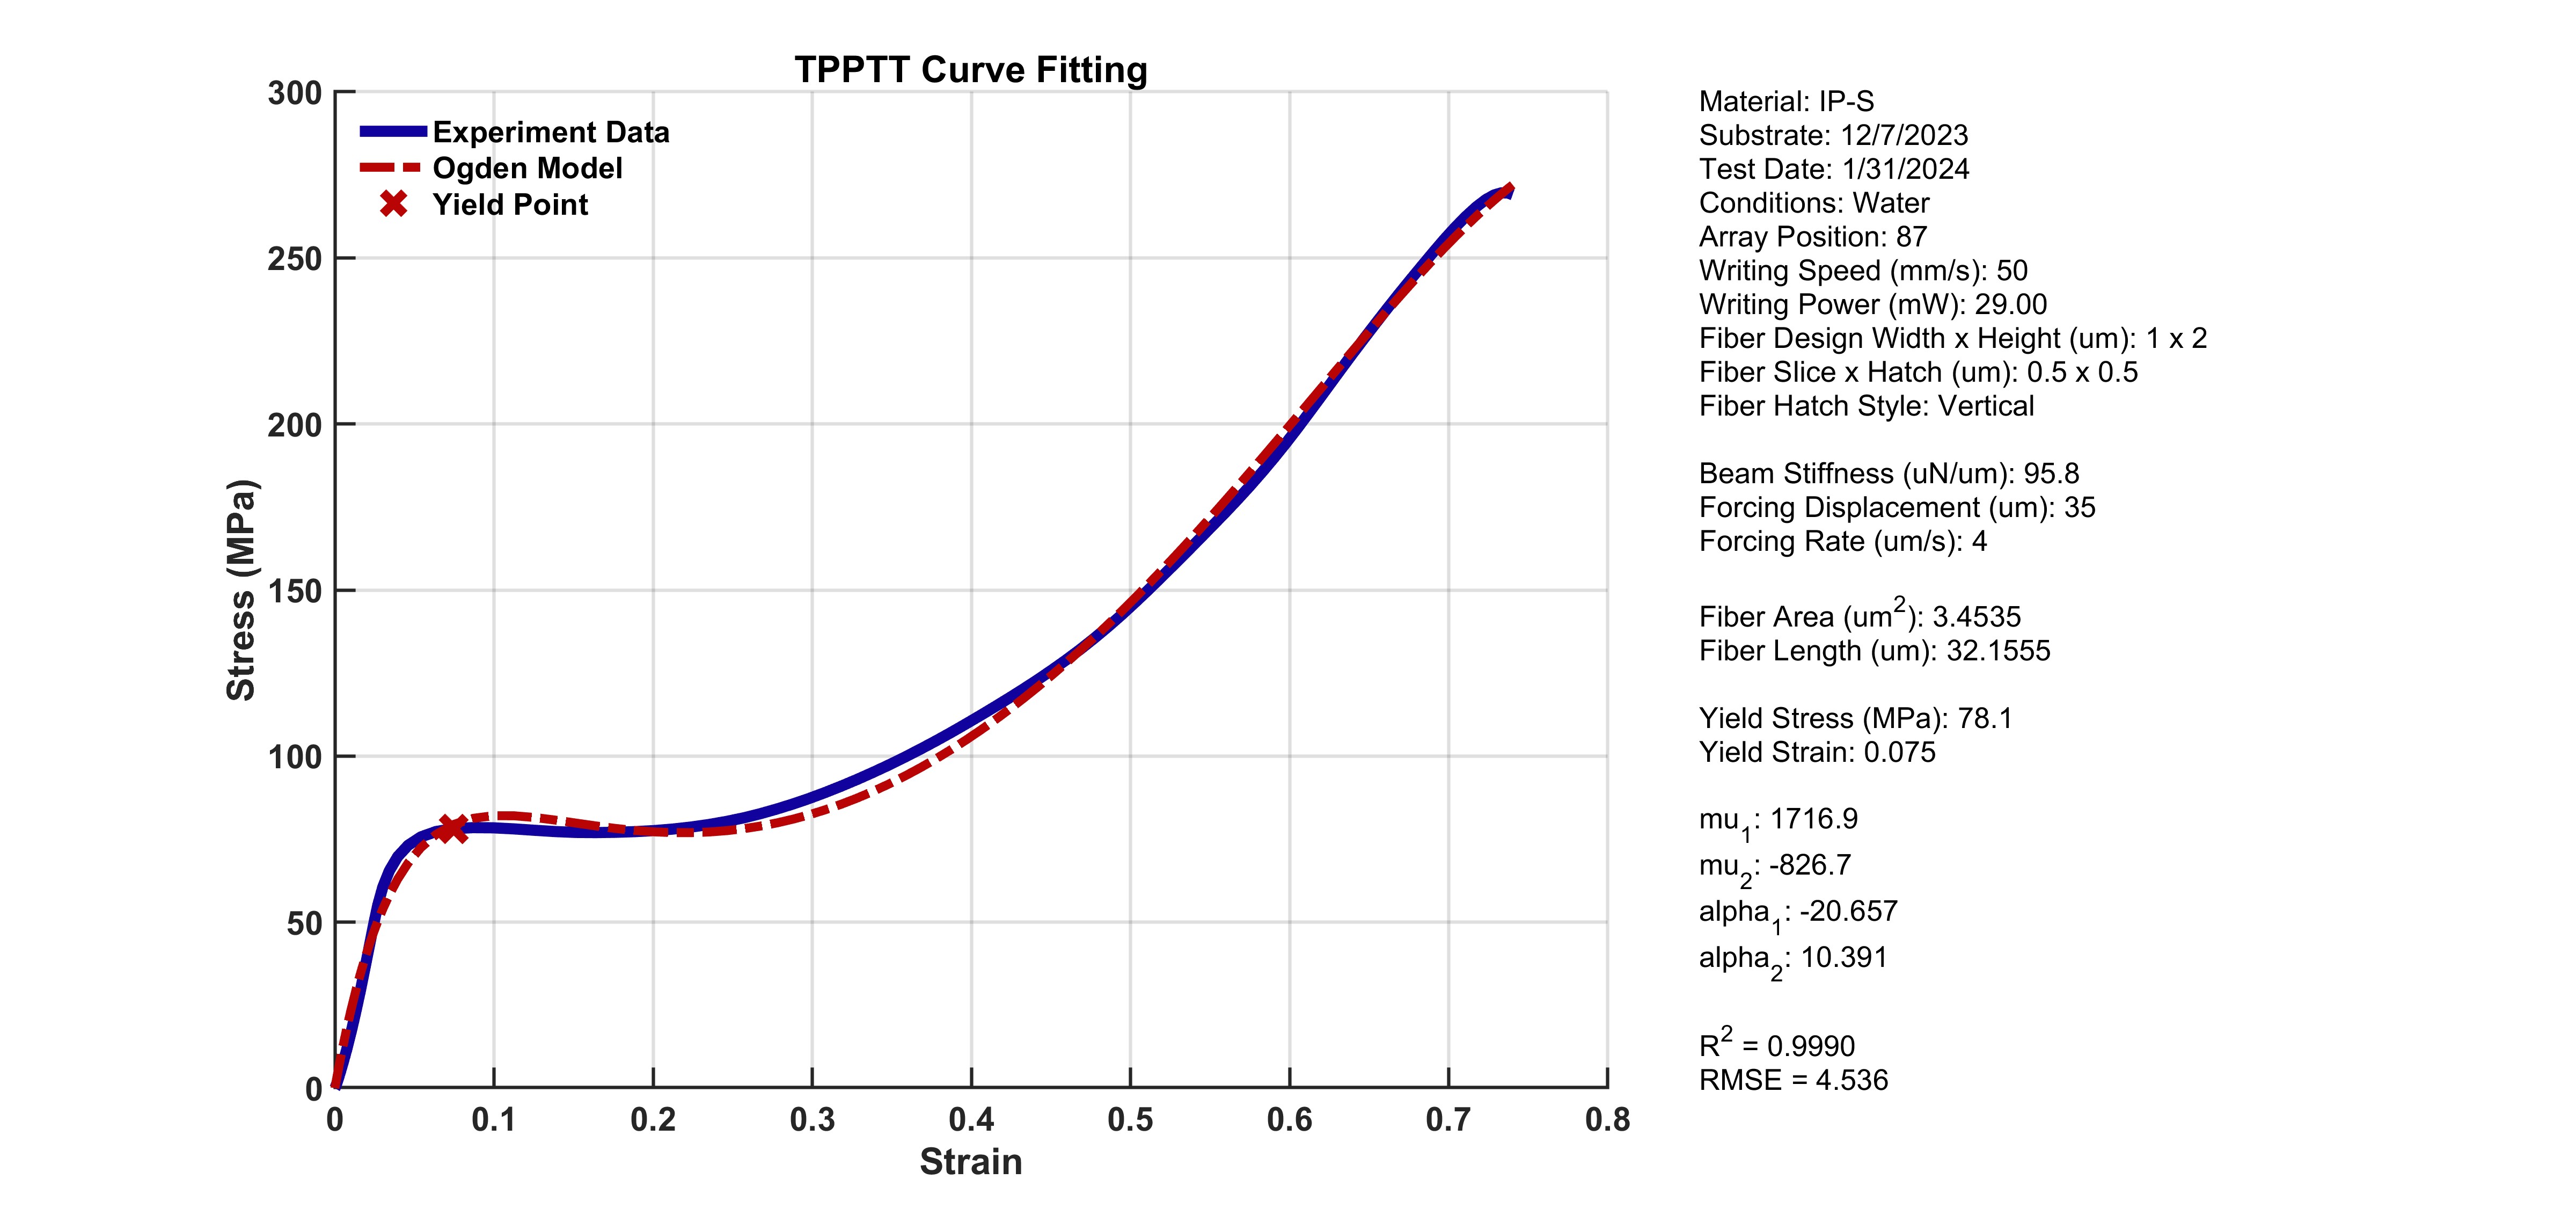 TPPTT Curve Fitting
300
250
200
150
100
50
0
Stress (MPa)
Experiment Data
Ogden Model
Yield Point
0 0.1 0.2 0.3 0.4 0.5 0.6 0.7 0.8
Strain
Material: IP-S
Substrate: 12/7/2023
Test Date: 1/31/2024
Conditions: Water
Array Position: 87
Writing Speed (mm/s): 50
Writing Power (mW): 29.00
Fiber Design Width x Height (um): 1 x 2
Fiber Slice x Hatch (um): 0.5 x 0.5
Fiber Hatch Style: Vertical
Beam Stiffness (uN/um): 95.8
Forcing Displacement (um): 35
Forcing Rate (um/s): 4
Fiber Area (um²): 3.4535
Fiber Length (um): 32.1555
Yield Stress (MPa): 78.1
Yield Strain: 0.075
mu₁: 1716.9
mu₂: -826.7
alpha₁: -20.657
alpha₂: 10.391
R² = 0.9990
RMSE = 4.536